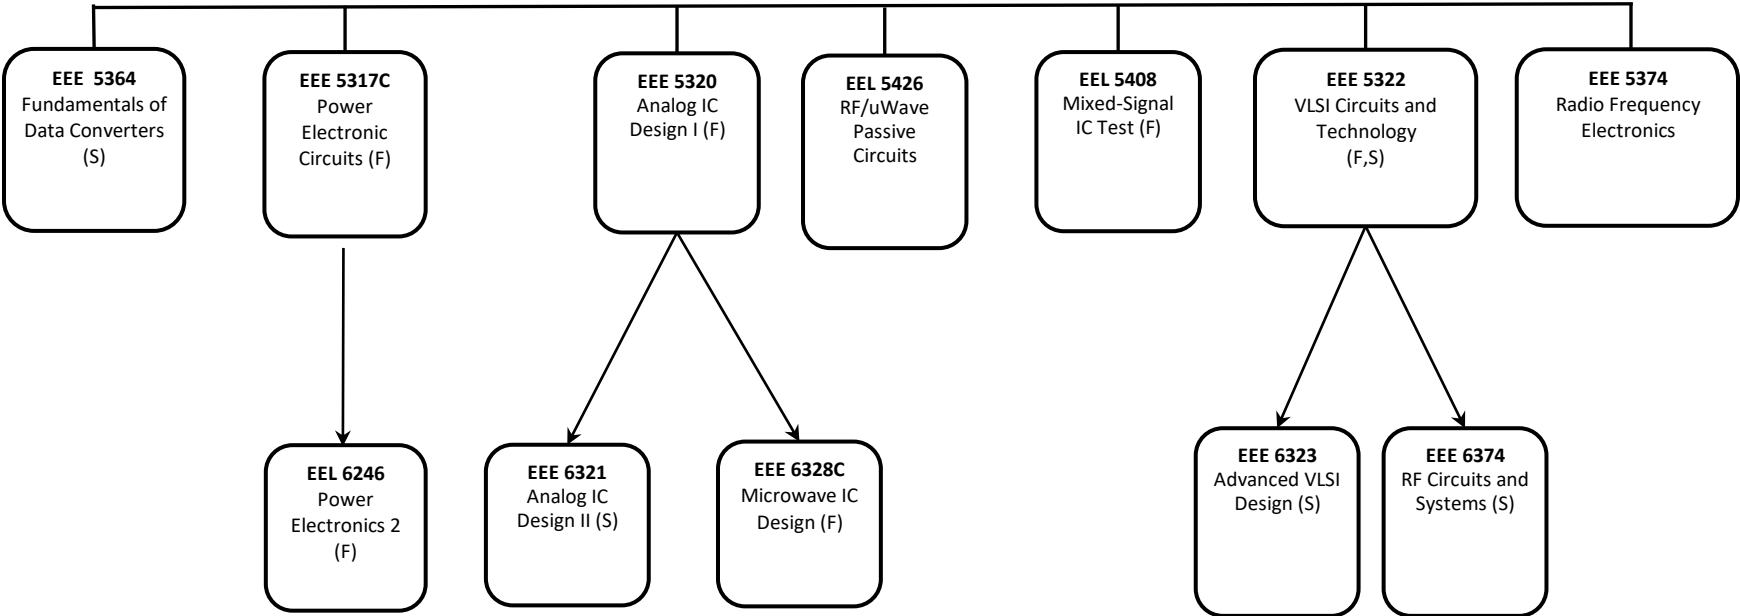 EEE 5364
Fundamentals of
Data Converters
(S)
EEE 5317C
Power
Electronic
Circuits (F)
EEE 5320
Analog IC
Design I (F)
EEL 5426
RF/uWave
Passive
Circuits
EEL 5408
Mixed-Signal
IC Test (F)
EEE 5322
VLSI Circuits and
Technology
(F,S)
EEE 5374
Radio Frequency
Electronics
EEL 6246
Power
Electronics 2
(F)
EEE 6321
Analog IC
Design II (S)
EEE 6328C
Microwave IC
Design (F)
EEE 6323
Advanced VLSI
Design (S)
EEE 6374
RF Circuits and
Systems (S)